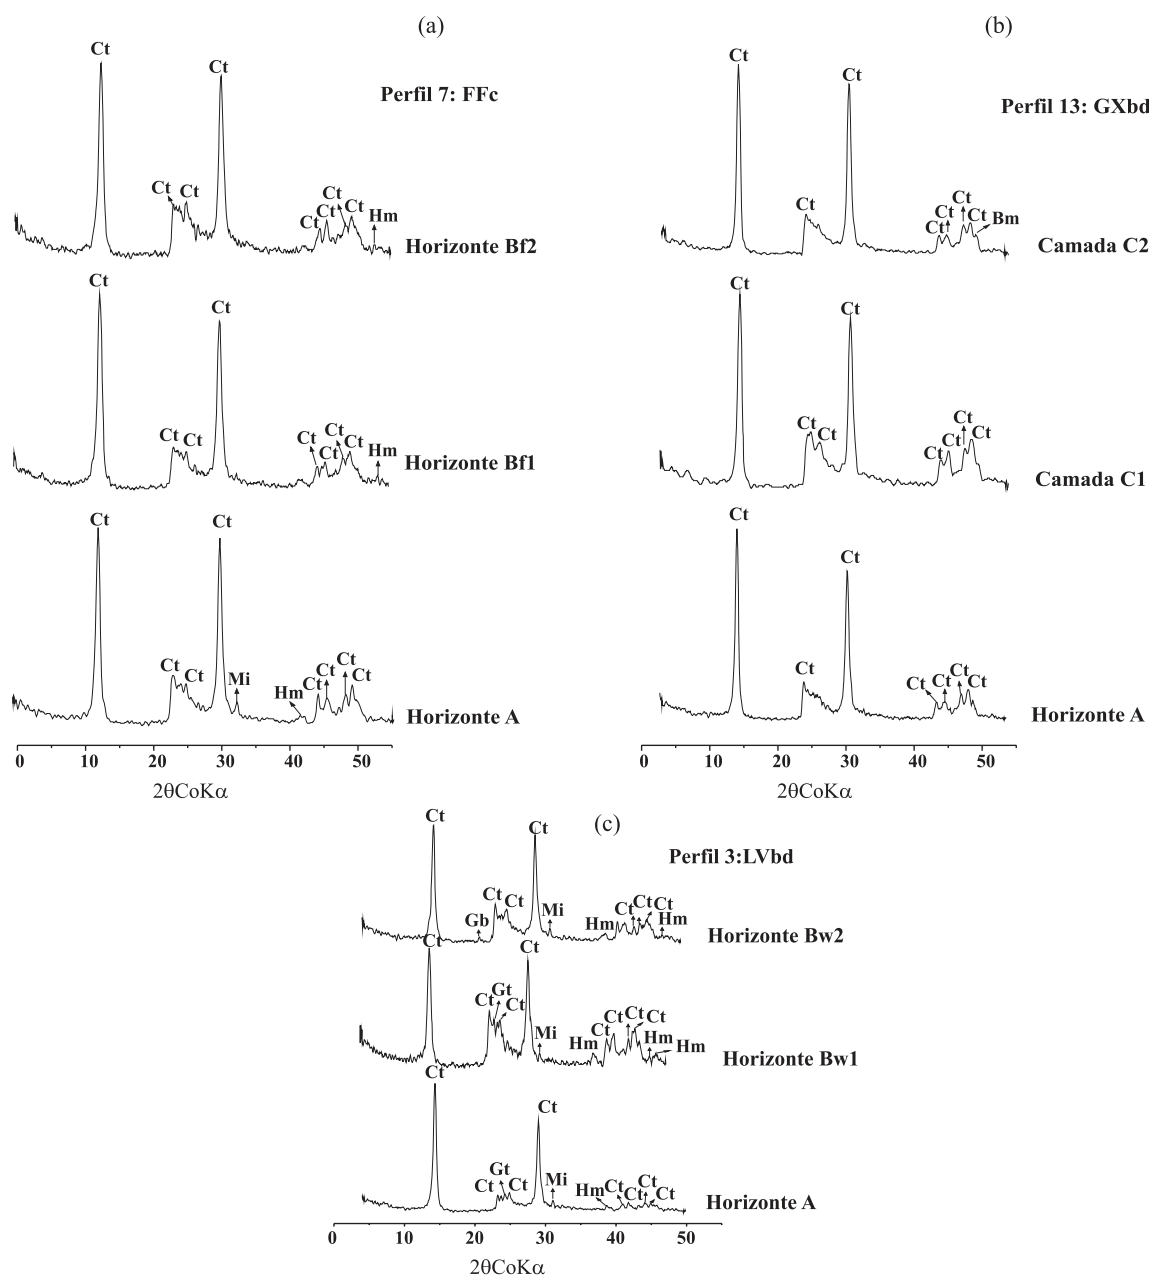 (a)
Ct
Ct
Perfil 7: FFc
Ct
Ct
Ct
Ct
Ct
Ct
Hm
Horizonte Bf2
Ct
Ct
Ct
Ct
Ct
Ct
Ct
Ct
Hm
Horizonte Bf1
Ct
Ct
Ct
Ct
Mi
Hm
Ct
Ct
Ct
Ct
Horizonte A
0 10 20 30 40 50
2θCoKα
(b)
Ct
Ct
Perfil 13: GXbd
Ct
Ct
Ct
Ct
Ct
Bm
Camada C2
Ct
Ct
Ct
Ct
Ct
Ct
Ct
Ct
Camada C1
Ct
Ct
Ct
Ct
Ct
Ct
Ct
Horizonte A
0 10 20 30 40 50
2θCoKα
(c)
Ct
Ct
Perfil 3:LVbd
Gb
Ct
Ct
Mi
Hm
Ct
Ct
Ct
Hm
Horizonte Bw2
Ct
Ct
Ct
Gt
Ct
Mi
Hm
Ct
Ct
Ct
Ct
Hm
Hm
Horizonte Bw1
Ct
Ct
Ct
Gt
Ct
Mi
Hm
Ct
Ct
Ct
Ct
Horizonte A
0 10 20 30 40 50
2θCoKα